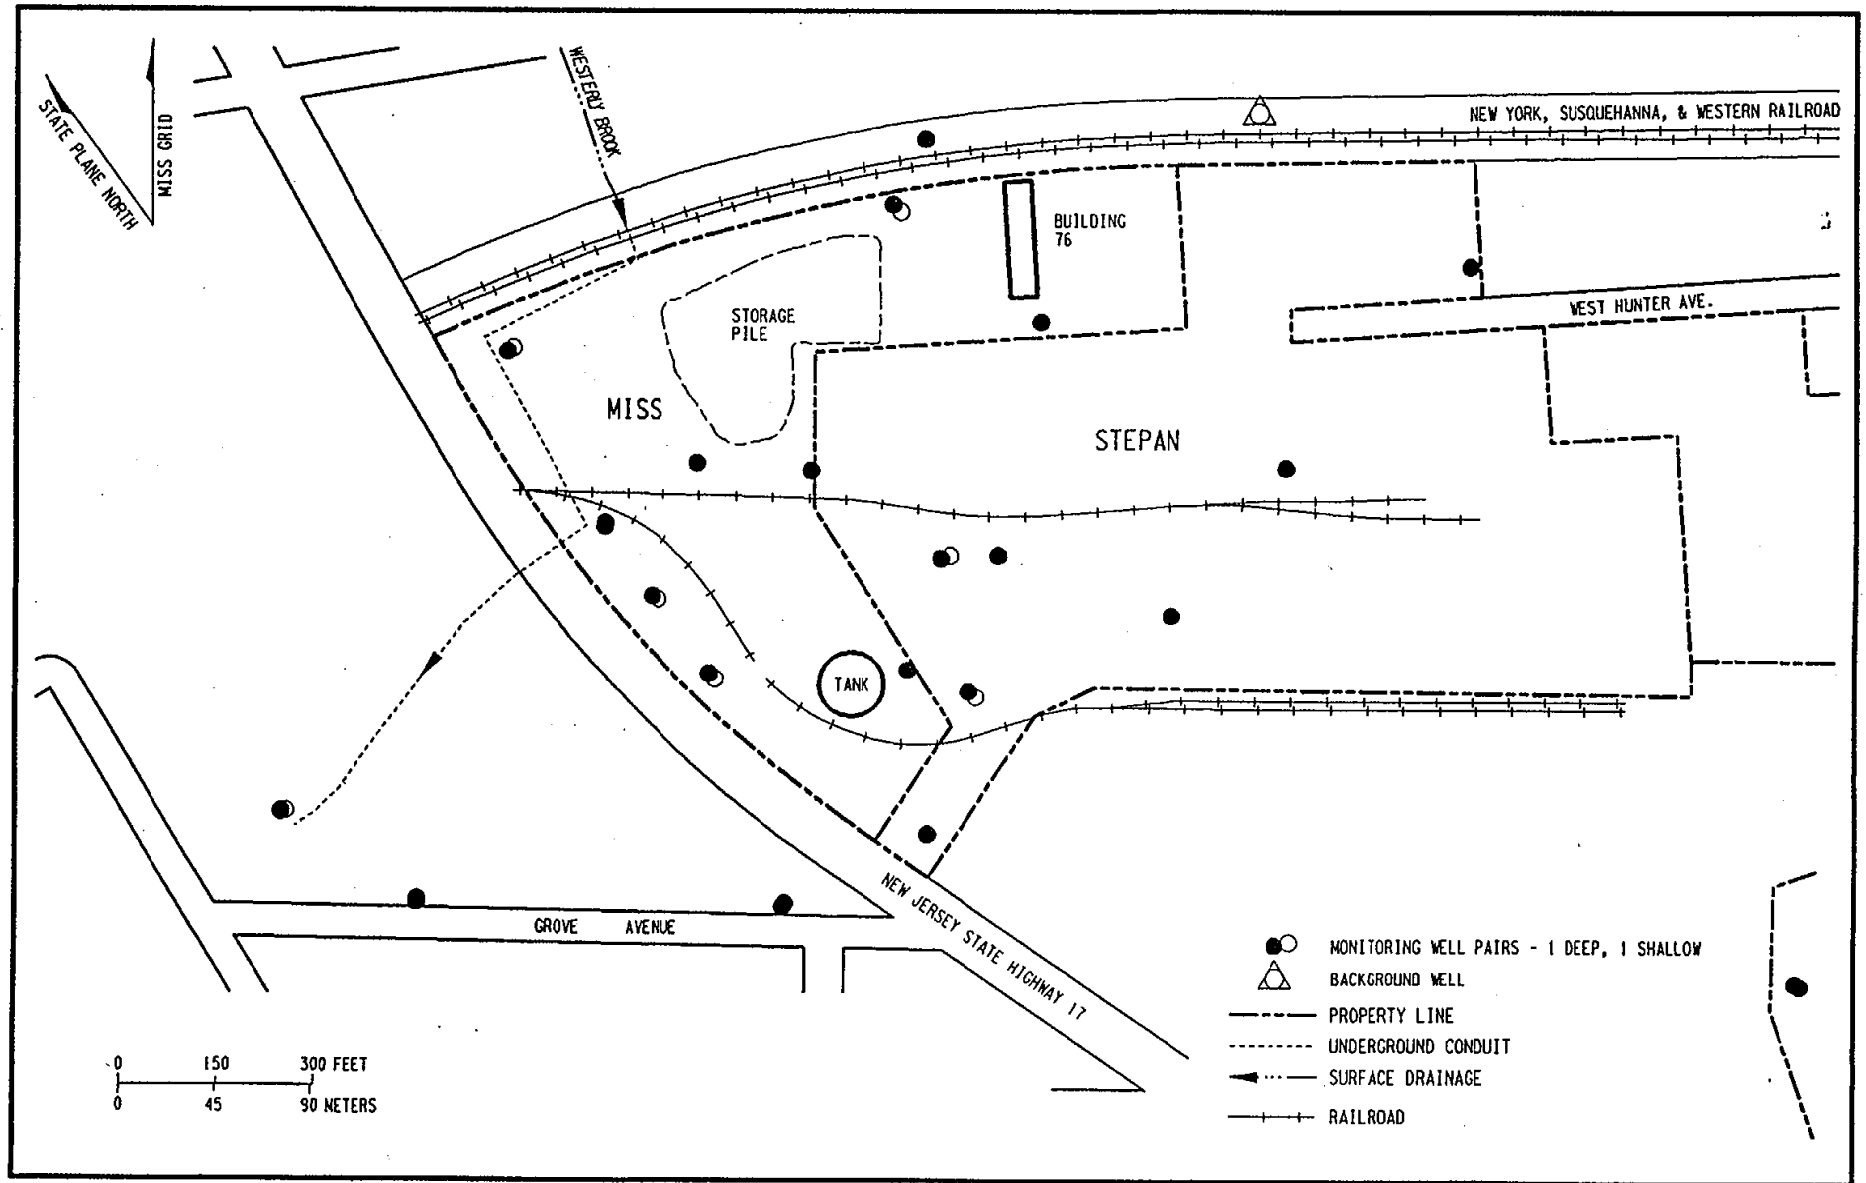 STATE PLANE NORTH
MISS GRID
WESTERLY BROOK
NEW YORK, SUSQUEHANNA, & WESTERN RAILROAD
BUILDING
76
STORAGE
PILE
WEST HUNTER AVE.
MISS
STEPAN
TANK
GROVE AVENUE
NEW JERSEY STATE HIGHWAY 17
MONITORING WELL PAIRS - 1 DEEP, 1 SHALLOW
BACKGROUND WELL
PROPERTY LINE
UNDERGROUND CONDUIT
SURFACE DRAINAGE
RAILROAD
0 150 300 FEET
0 45 90 METERS